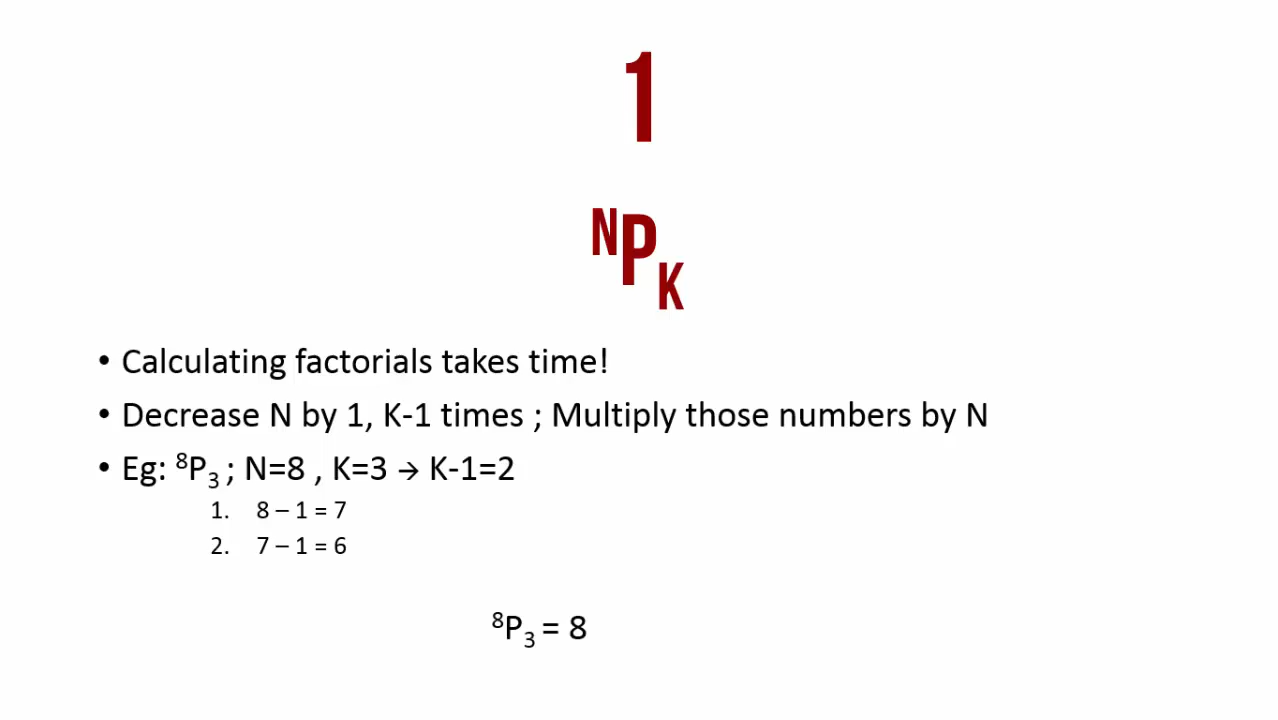 1
ᴺPₖ
• Calculating factorials takes time!
• Decrease N by 1, K-1 times ; Multiply those numbers by N
• Eg: ⁸P₃ ; N=8 , K=3 → K-1=2
1. 8 – 1 = 7
2. 7 – 1 = 6
⁸P₃ = 8